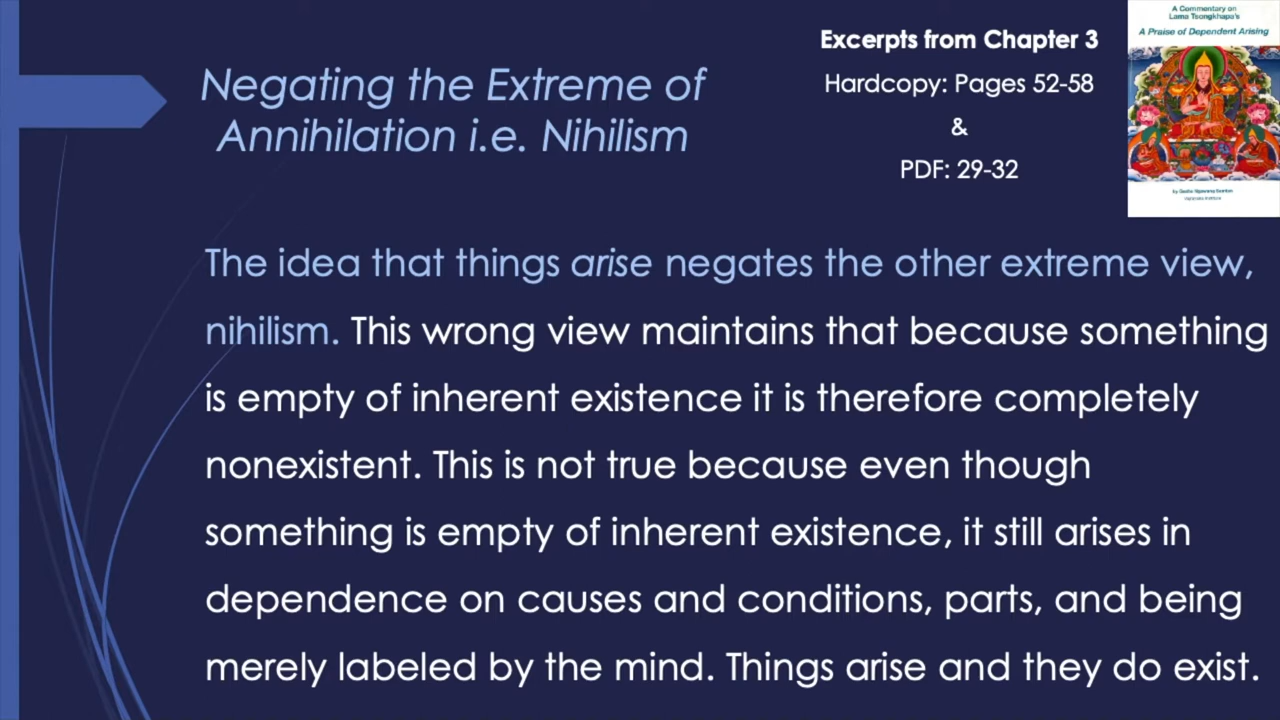 Negating the Extreme of
Annihilation i.e. Nihilism
Excerpts from Chapter 3
Hardcopy: Pages 52-58
&
PDF: 29-32
A Commentary on
Lama Tsongkhapa's
A Praise of Dependent Arising
The idea that things arise negates the other extreme view,
nihilism. This wrong view maintains that because something
is empty of inherent existence it is therefore completely
nonexistent. This is not true because even though
something is empty of inherent existence, it still arises in
dependence on causes and conditions, parts, and being
merely labeled by the mind. Things arise and they do exist.